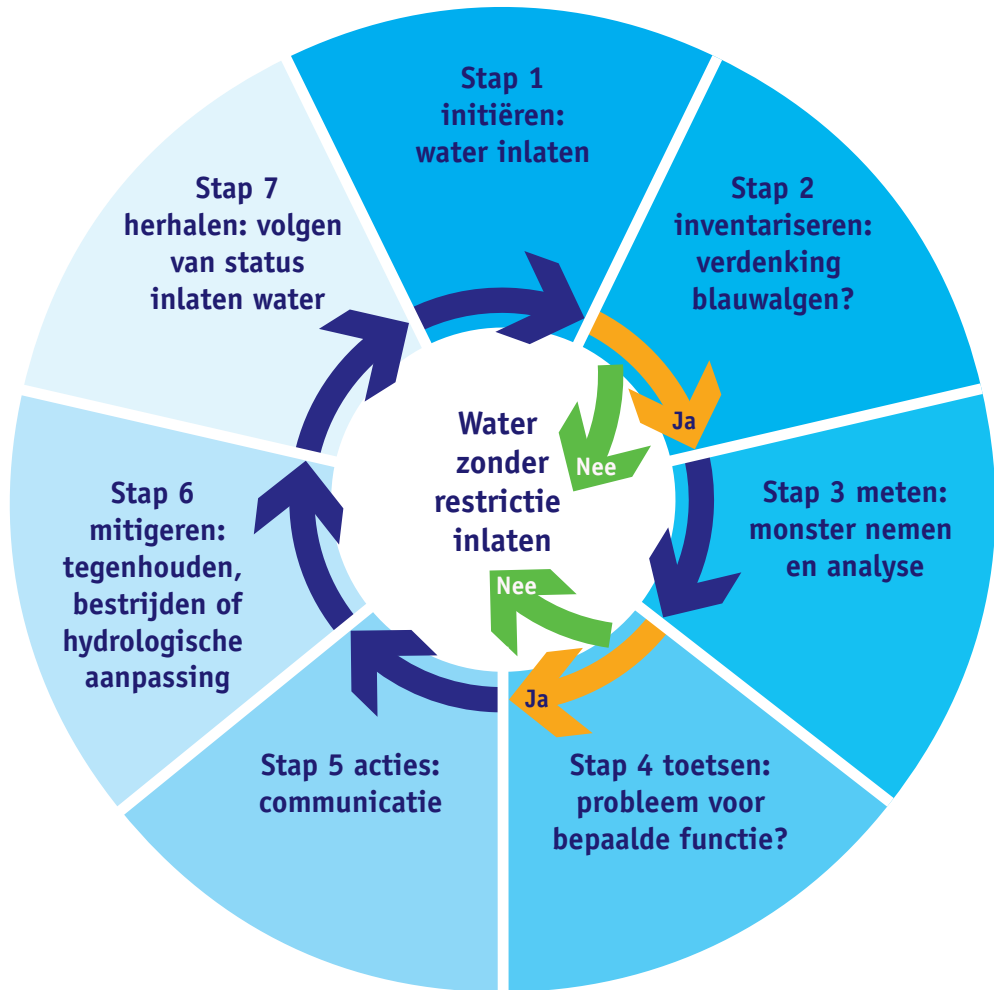 Stap 1
initiëren:
water inlaten
Stap 2
inventariseren:
verdenking
blauwalgen?
Ja
Nee
Stap 3 meten:
monster nemen
en analyse
Stap 4 toetsen:
probleem voor
bepaalde functie?
Ja
Nee
Stap 5 acties:
communicatie
Stap 6
mitigeren:
tegenhouden,
bestrijden of
hydrologische
aanpassing
Stap 7
herhalen: volgen
van status
inlaten water
Water
zonder
restrictie
inlaten